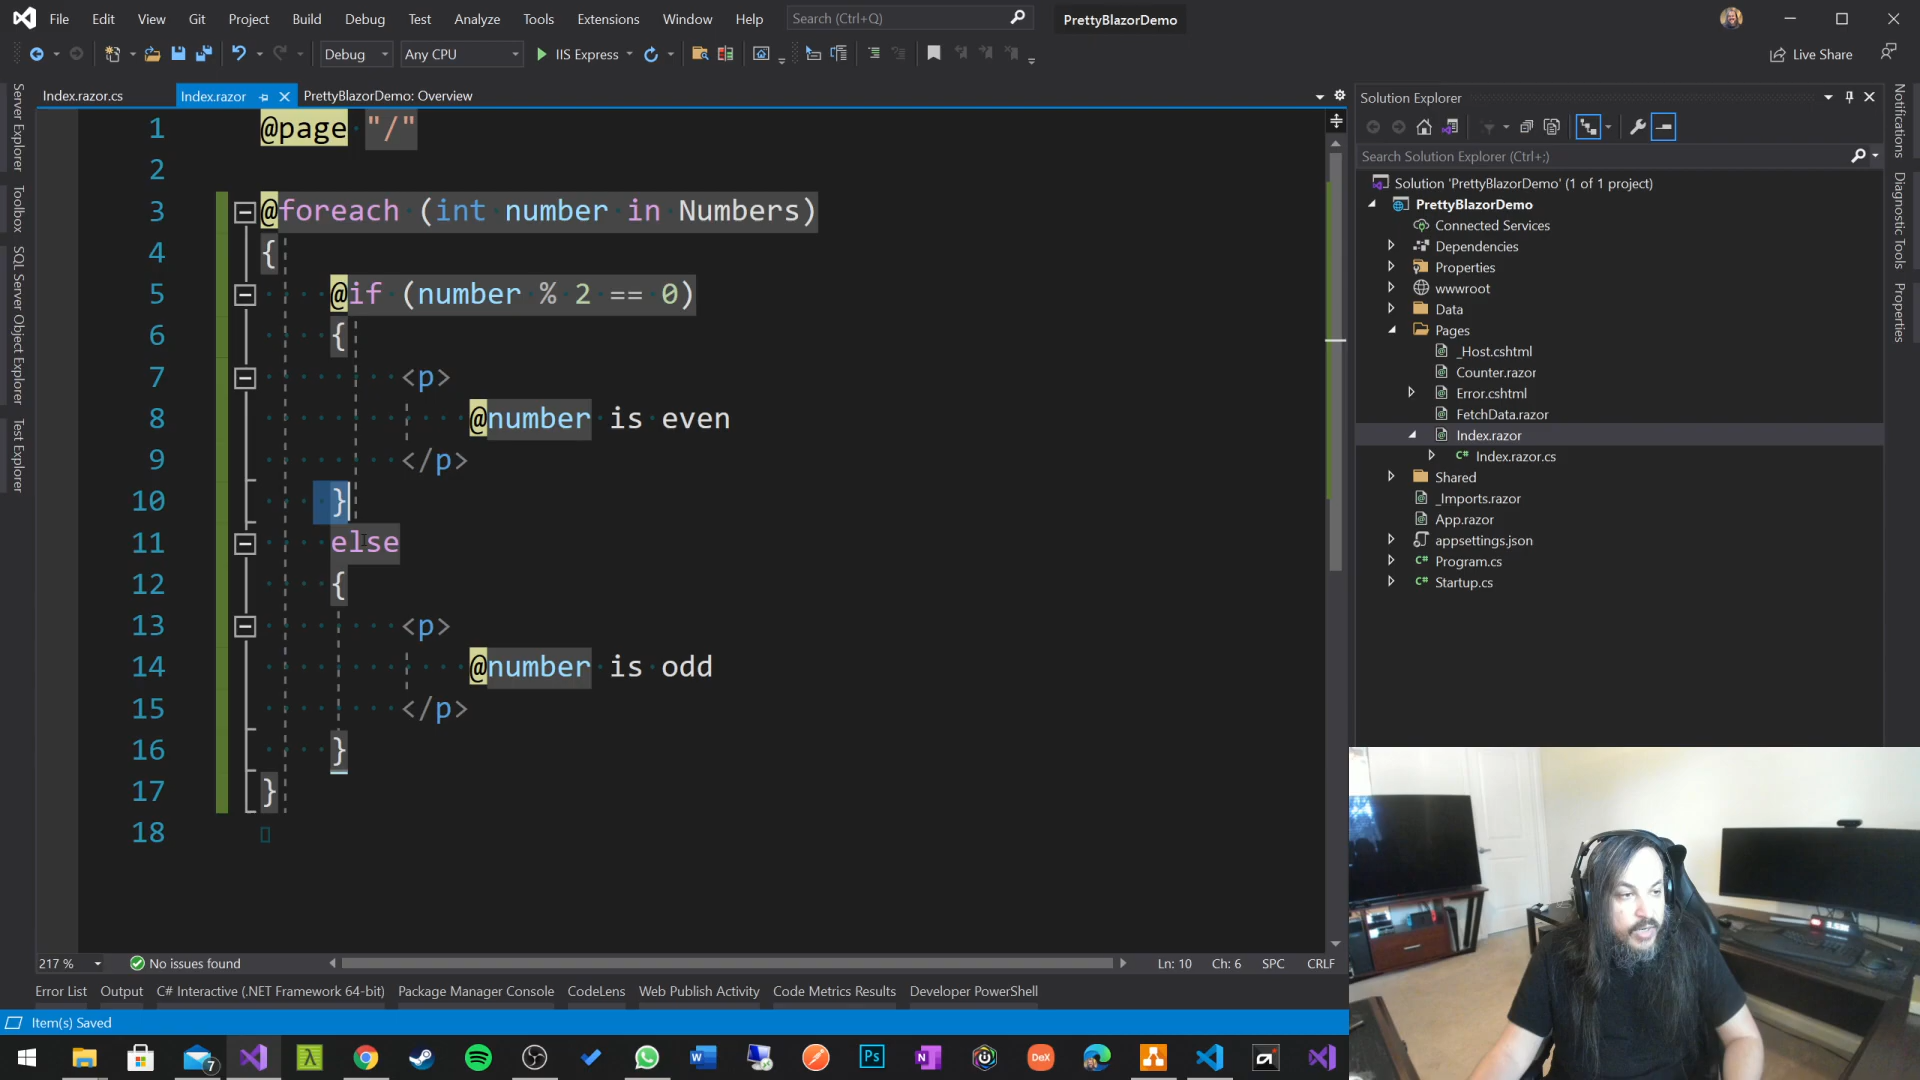 File Edit View Git Project Build Debug Test Analyze Tools Extensions Window Help Search (Ctrl+Q) PrettyBlazorDemo
Debug Any CPU IIS Express Live Share
Server Explorer
Toolbox
SQL Server Object Explorer
Test Explorer
Index.razor.cs Index.razor PrettyBlazorDemo: Overview
1 @page "/"
2
3 @foreach (int number in Numbers)
4 {
5 @if (number % 2 == 0)
6 {
7 <p>
8 @number is even
9 </p>
10 }
11 else
12 {
13 <p>
14 @number is odd
15 </p>
16 }
17 }
18
217 % No issues found Ln: 10 Ch: 6 SPC CRLF
Error List Output C# Interactive (.NET Framework 64-bit) Package Manager Console CodeLens Web Publish Activity Code Metrics Results Developer PowerShell
Item(s) Saved
Solution Explorer
Search Solution Explorer (Ctrl+;)
Solution 'PrettyBlazorDemo' (1 of 1 project)
PrettyBlazorDemo
Connected Services
Dependencies
Properties
wwwroot
Data
Pages
_Host.cshtml
Counter.razor
Error.cshtml
FetchData.razor
Index.razor
C# Index.razor.cs
Shared
_Imports.razor
App.razor
appsettings.json
C# Program.cs
C# Startup.cs
Notifications
Diagnostic Tools
Properties
7
Ps
DeX